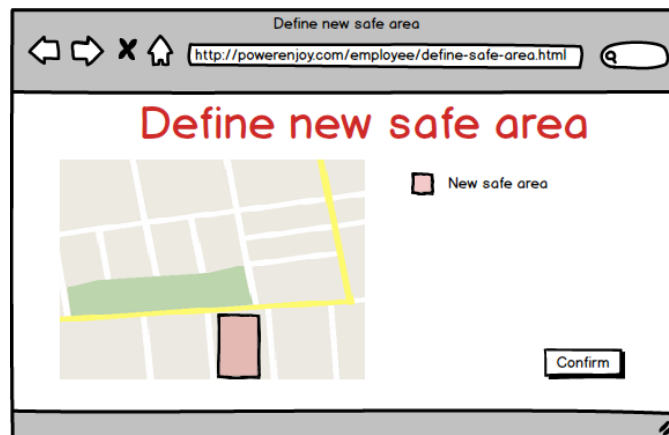 Define new safe area
http://powerenjoy.com/employee/define-safe-area.html
Define new safe area
New safe area
Confirm